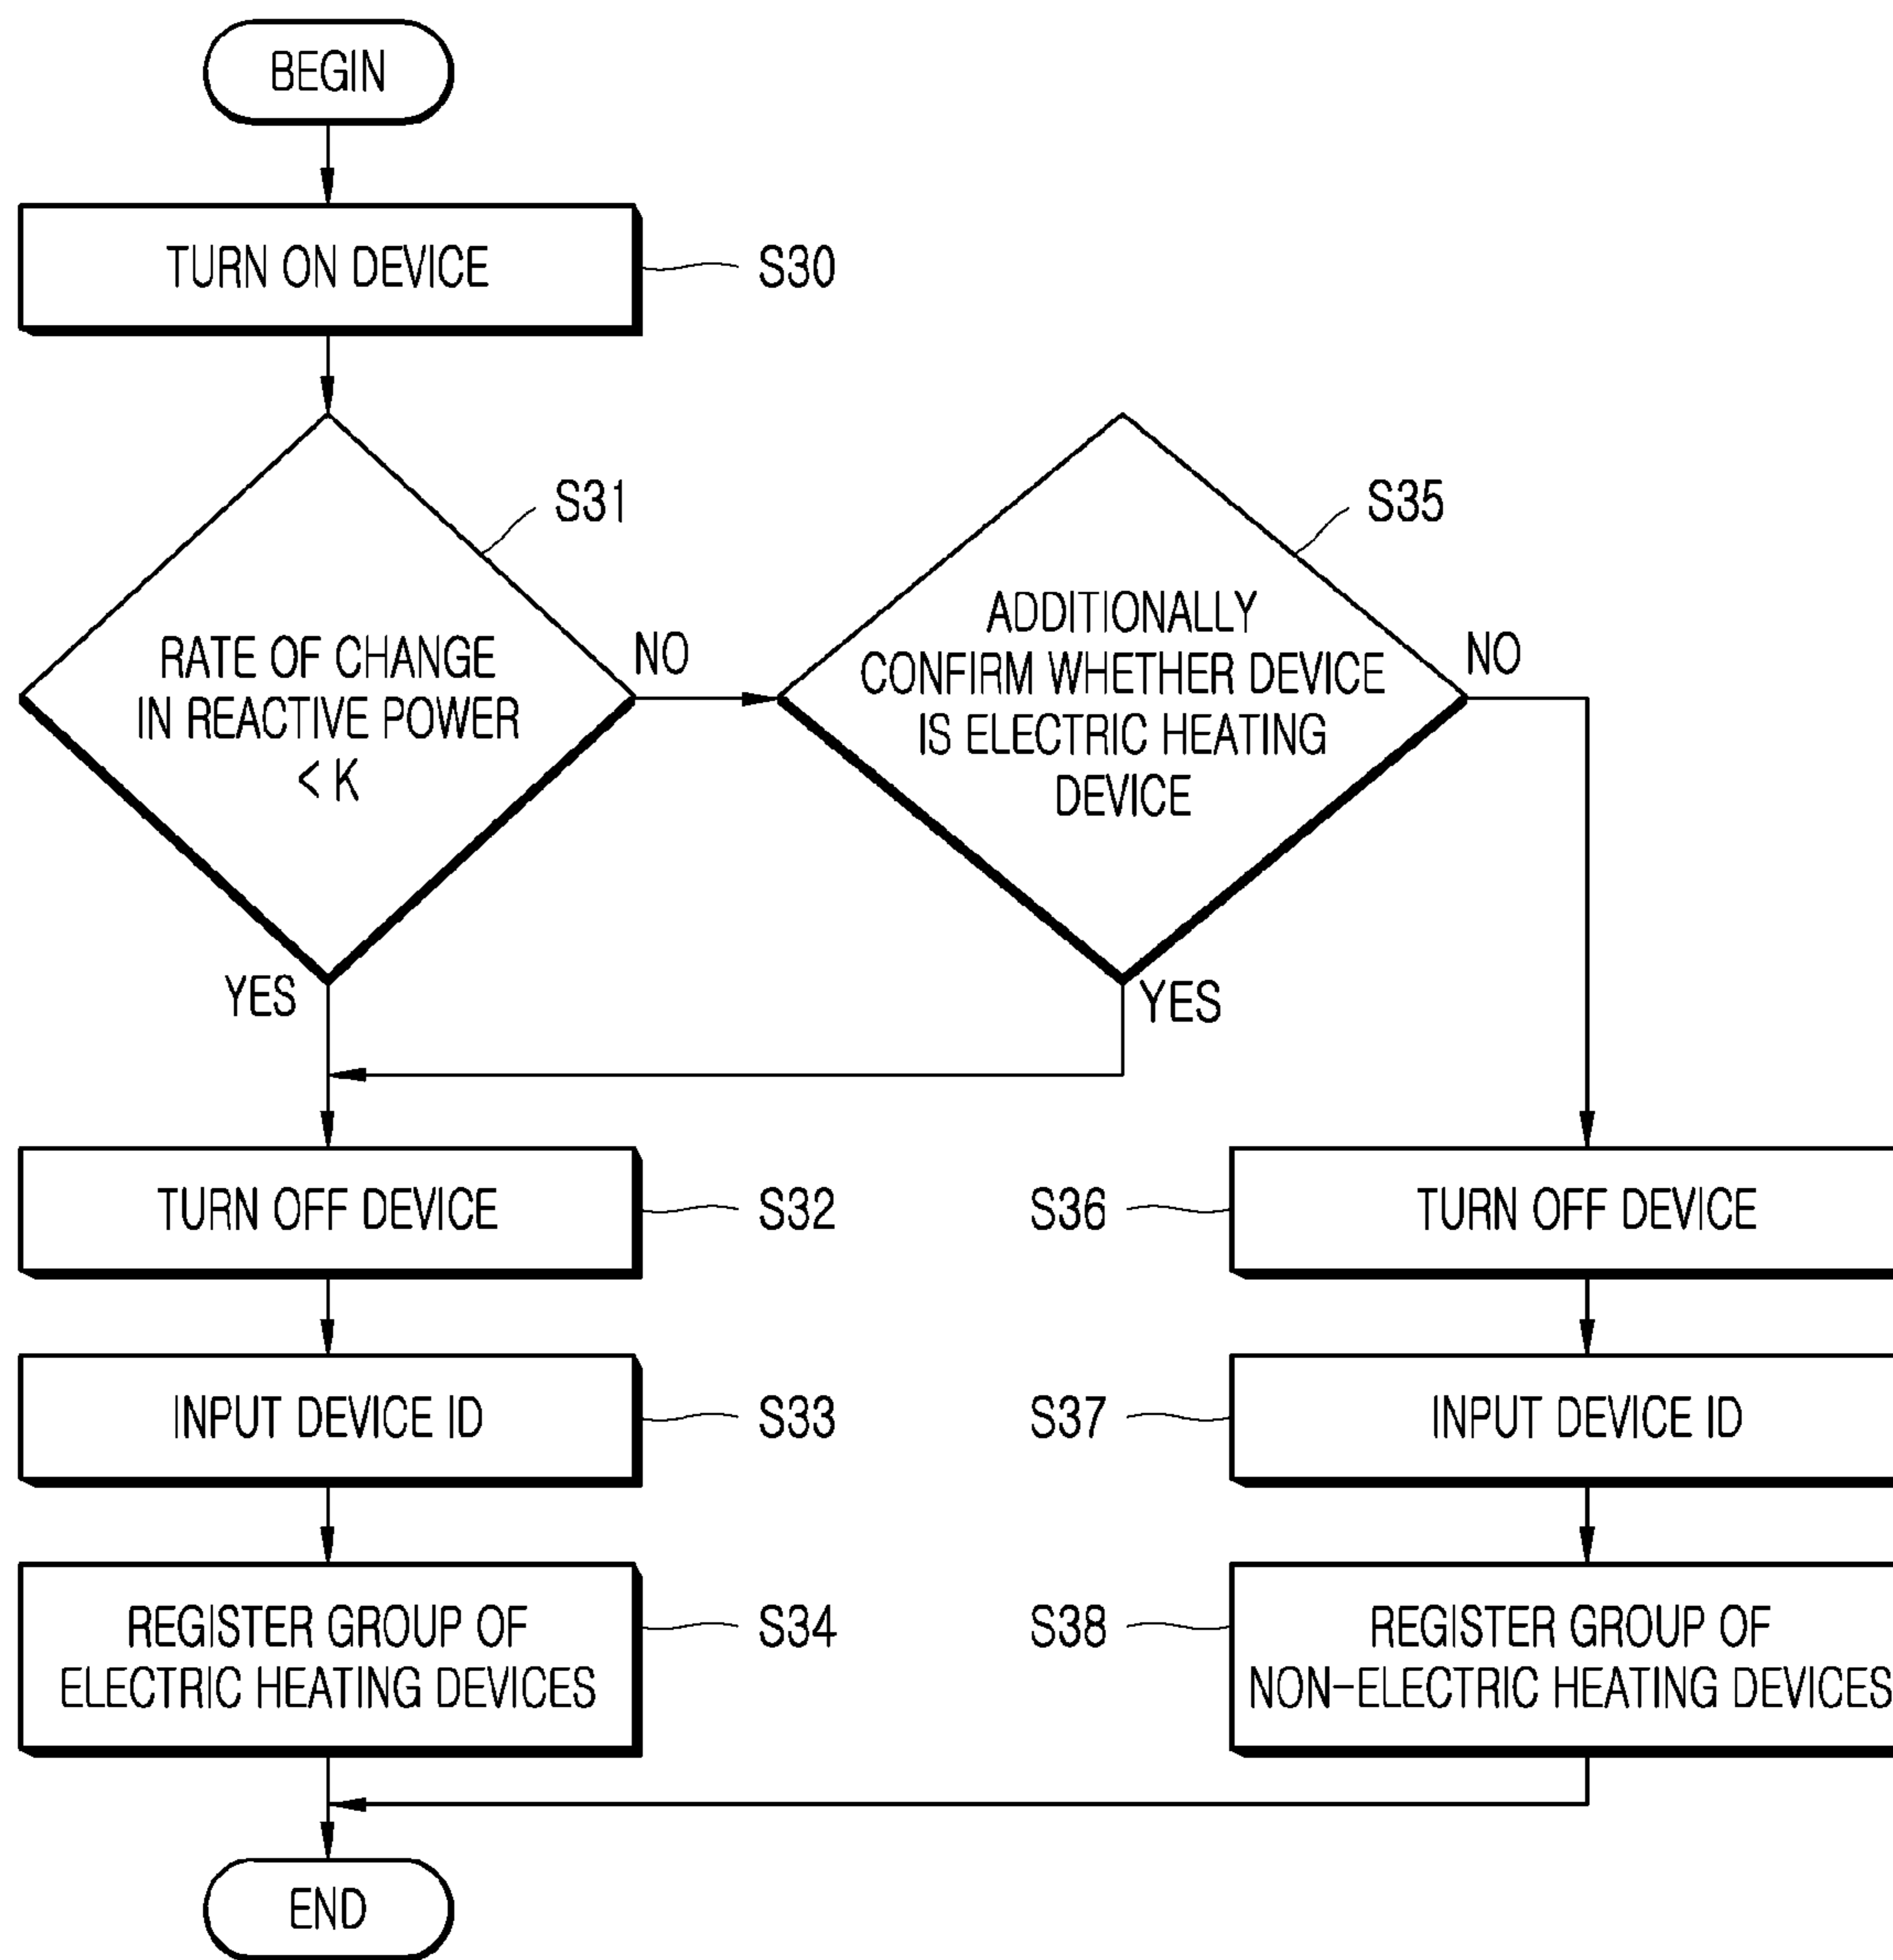 BEGIN
TURN ON DEVICE
S30
S31
RATE OF CHANGE
IN REACTIVE POWER
< K
NO
YES
S35
ADDITIONALLY
CONFIRM WHETHER DEVICE
IS ELECTRIC HEATING
DEVICE
NO
YES
TURN OFF DEVICE
S32
S36
TURN OFF DEVICE
INPUT DEVICE ID
S33
S37
INPUT DEVICE ID
REGISTER GROUP OF
ELECTRIC HEATING DEVICES
S34
S38
REGISTER GROUP OF
NON-ELECTRIC HEATING DEVICES
END